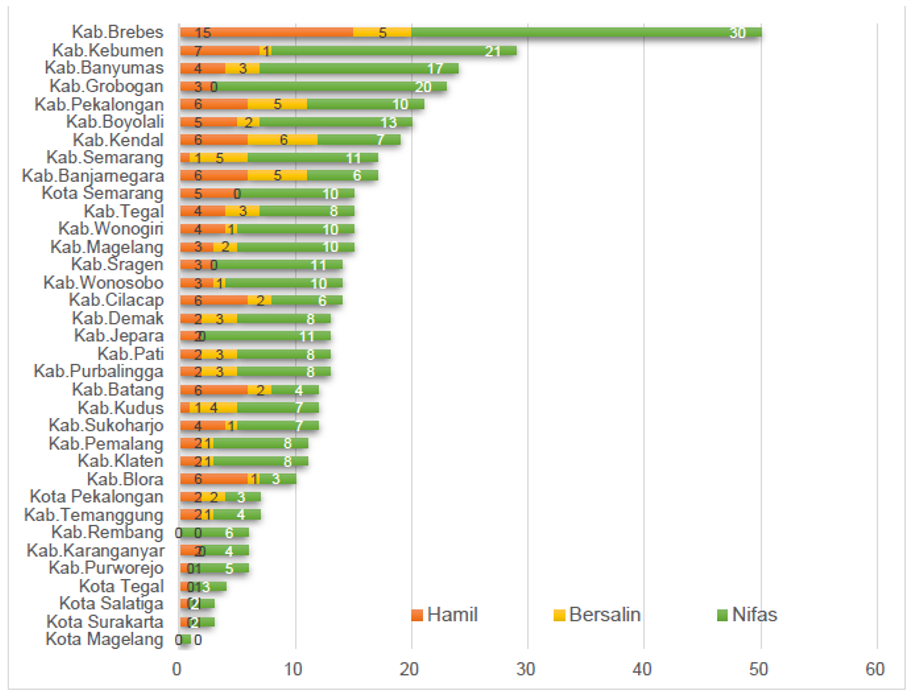 Kab.Brebes 15 5 30
Kab.Kebumen 7 1 21
Kab.Banyumas 4 3 17
Kab.Grobogan 3 0 20
Kab.Pekalongan 6 5 10
Kab.Boyolali 5 2 13
Kab.Kendal 6 6 7
Kab.Semarang 1 5 11
Kab.Banjarnegara 6 5 6
Kota Semarang 5 0 10
Kab.Tegal 4 3 8
Kab.Wonogiri 4 1 10
Kab.Magelang 3 2 10
Kab.Sragen 3 0 11
Kab.Wonosobo 3 1 10
Kab.Cilacap 6 2 6
Kab.Demak 2 3 8
Kab.Jepara 2 0 11
Kab.Pati 2 3 8
Kab.Purbalingga 2 3 8
Kab.Batang 6 2 4
Kab.Kudus 1 4 7
Kab.Sukoharjo 4 1 7
Kab.Pemalang 2 1 8
Kab.Klaten 2 1 8
Kab.Blora 6 1 3
Kota Pekalongan 2 2 3
Kab.Temanggung 2 1 4
Kab.Rembang 0 0 6
Kab.Karanganyar 2 0 4
Kab.Purworejo 0 1 5
Kota Tegal 0 1 3
Kota Salatiga 2
Kota Surakarta 2
Kota Magelang 0 0
Hamil Bersalin Nifas
0 10 20 30 40 50 60